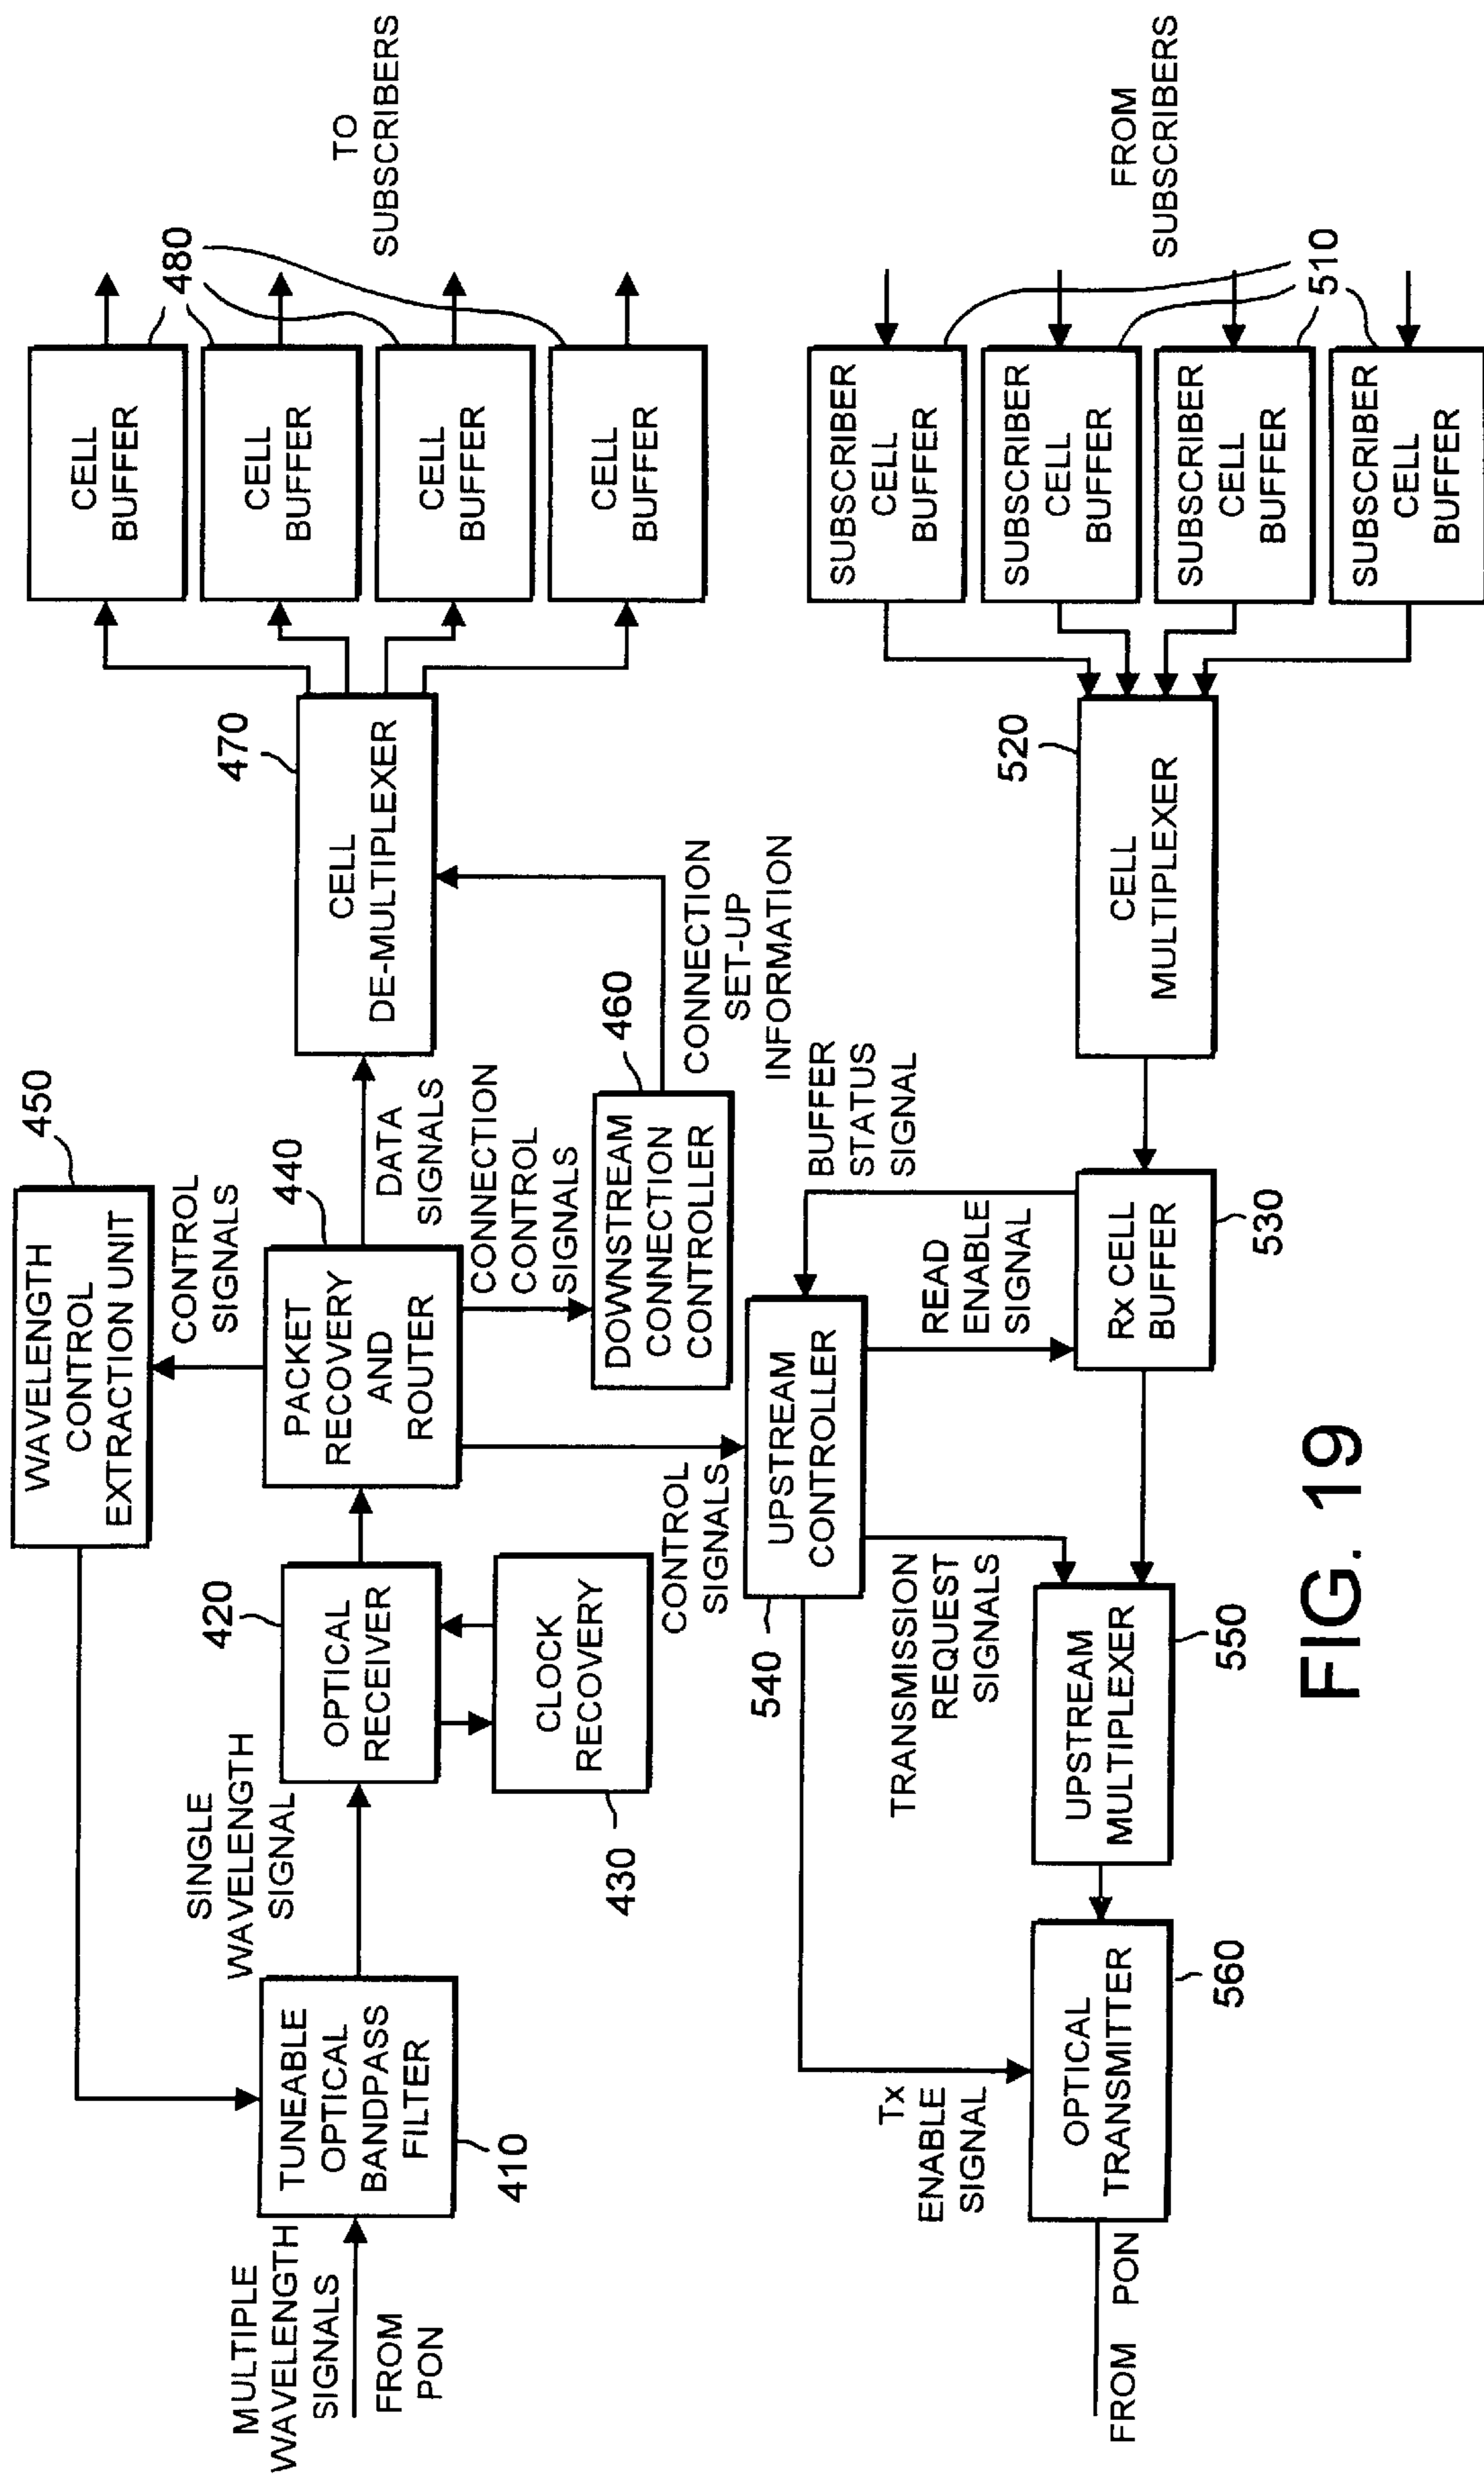 WAVELENGTH
CONTROL
EXTRACTION UNIT
450
CONTROL
SIGNALS
MULTIPLE
WAVELENGTH
SIGNALS
FROM
PON
TUNEABLE
OPTICAL
BANDPASS
FILTER
410
SINGLE
WAVELENGTH
SIGNAL
420
OPTICAL
RECEIVER
CLOCK
RECOVERY
430
440
PACKET
RECOVERY
AND
ROUTER
DATA
SIGNALS
CONNECTION
CONTROL
SIGNALS
460
DOWNSTREAM
CONNECTION
CONTROLLER
CONNECTION
SET-UP
INFORMATION
470
CELL
DE-MULTIPLEXER
CELL
BUFFER
CELL
BUFFER
CELL
BUFFER
CELL
BUFFER
480
TO
SUBSCRIBERS
CONTROL
SIGNALS
540
UPSTREAM
CONTROLLER
BUFFER
STATUS
SIGNAL
READ
ENABLE
SIGNAL
TRANSMISSION
REQUEST
SIGNALS
Tx
ENABLE
SIGNAL
FROM PON
OPTICAL
TRANSMITTER
560
UPSTREAM
MULTIPLEXER
550
Rx CELL
BUFFER
530
520
CELL
MULTIPLEXER
SUBSCRIBER
CELL
BUFFER
SUBSCRIBER
CELL
BUFFER
SUBSCRIBER
CELL
BUFFER
SUBSCRIBER
CELL
BUFFER
510
FROM
SUBSCRIBERS
FIG. 19